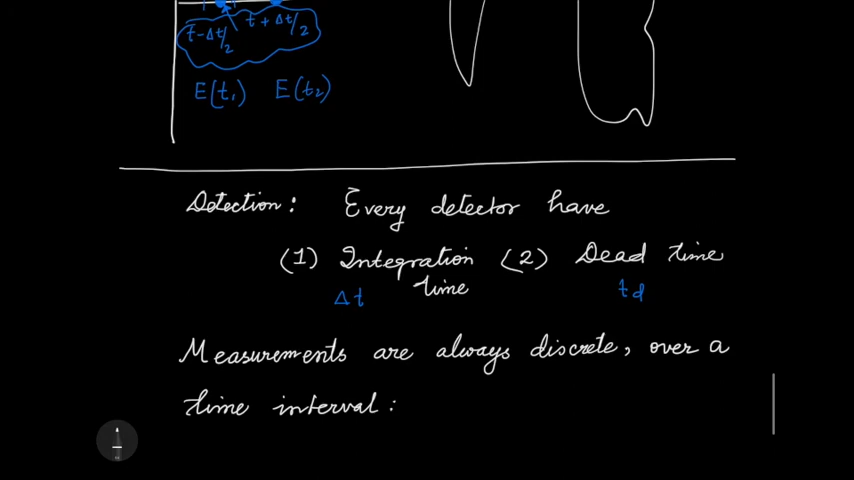 t-Δt/2 t+Δt/2
E(t1) E(t2)
Detection: Every detector have
(1) Integration (2) Dead time
time
Δt td
Measurements are always discrete, over a
time interval: